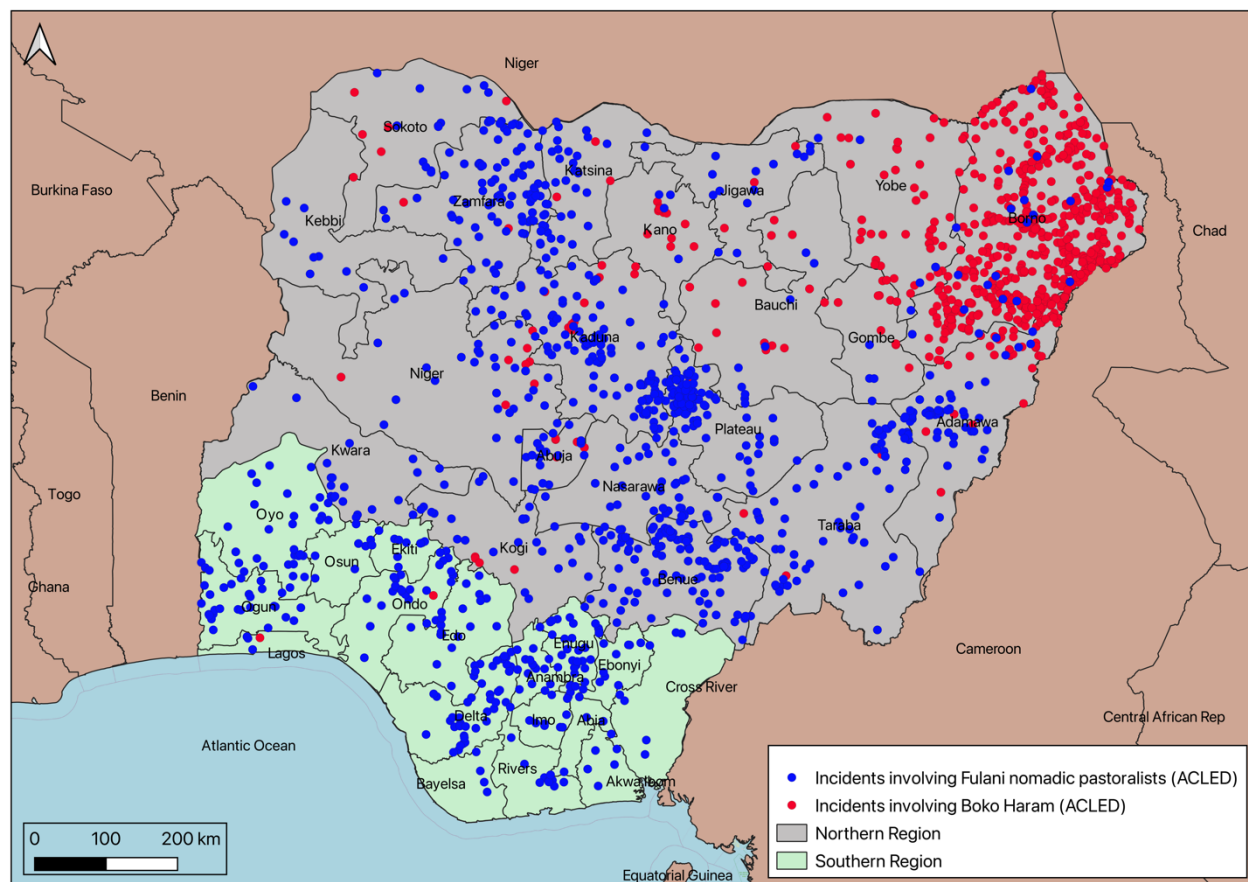 Niger
Sokoto
Katsina
Burkina Faso
Zamfara
Jigawa
Yobe
Kebbi
Kano
Borno
Chad
Bauchi
Kaduna
Gombe
Niger
Benin
Plateau
Adamawa
Kwara
Abuja
Togo
Nasarawa
Oyo
Taraba
Kogi
Ekiti
Osun
Ghana
Benue
Ogun
Ondo
Edo
Enugu
Lagos
Ebonyi
Cameroon
Anambra
Cross River
Delta
Imo
Abia
Central African Rep
Atlantic Ocean
Rivers
Bayelsa
Akwa Ibom
Incidents involving Fulani nomadic pastoralists (ACLED)
Incidents involving Boko Haram (ACLED)
Northern Region
Southern Region
0 100 200 km
Equatorial Guinea